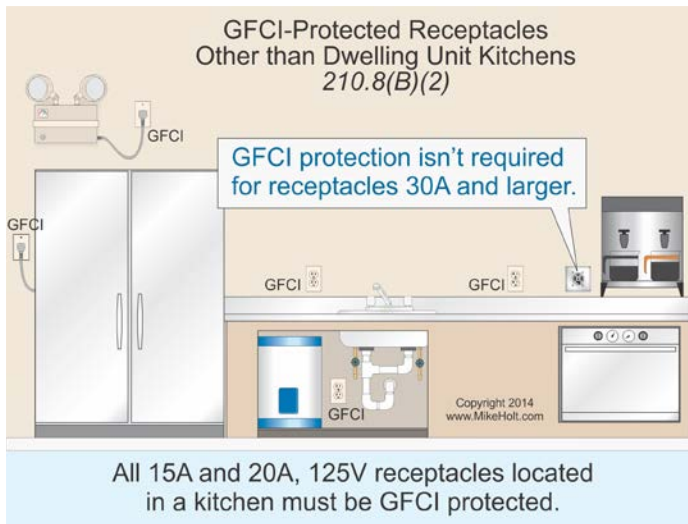 GFCI-Protected Receptacles
Other than Dwelling Unit Kitchens
210.8(B)(2)
GFCI
GFCI protection isn't required
for receptacles 30A and larger.
GFCI
GFCI
GFCI
GFCI
Copyright 2014
www.MikeHolt.com
All 15A and 20A, 125V receptacles located
in a kitchen must be GFCI protected.